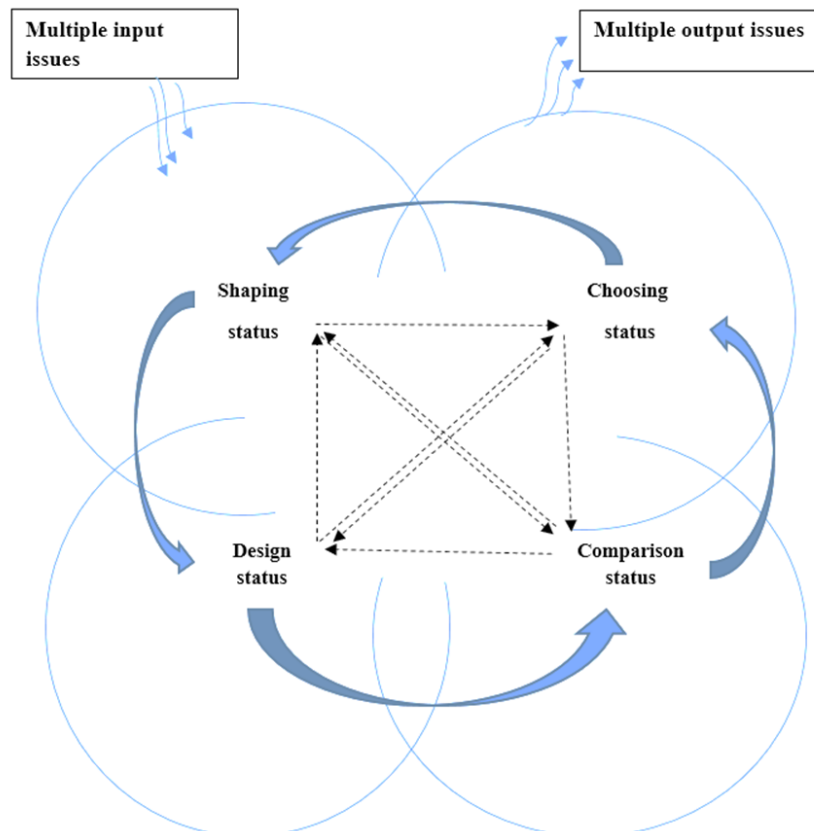 Multiple input
issues
Multiple output issues
Shaping
status
Choosing
status
Design
status
Comparison
status